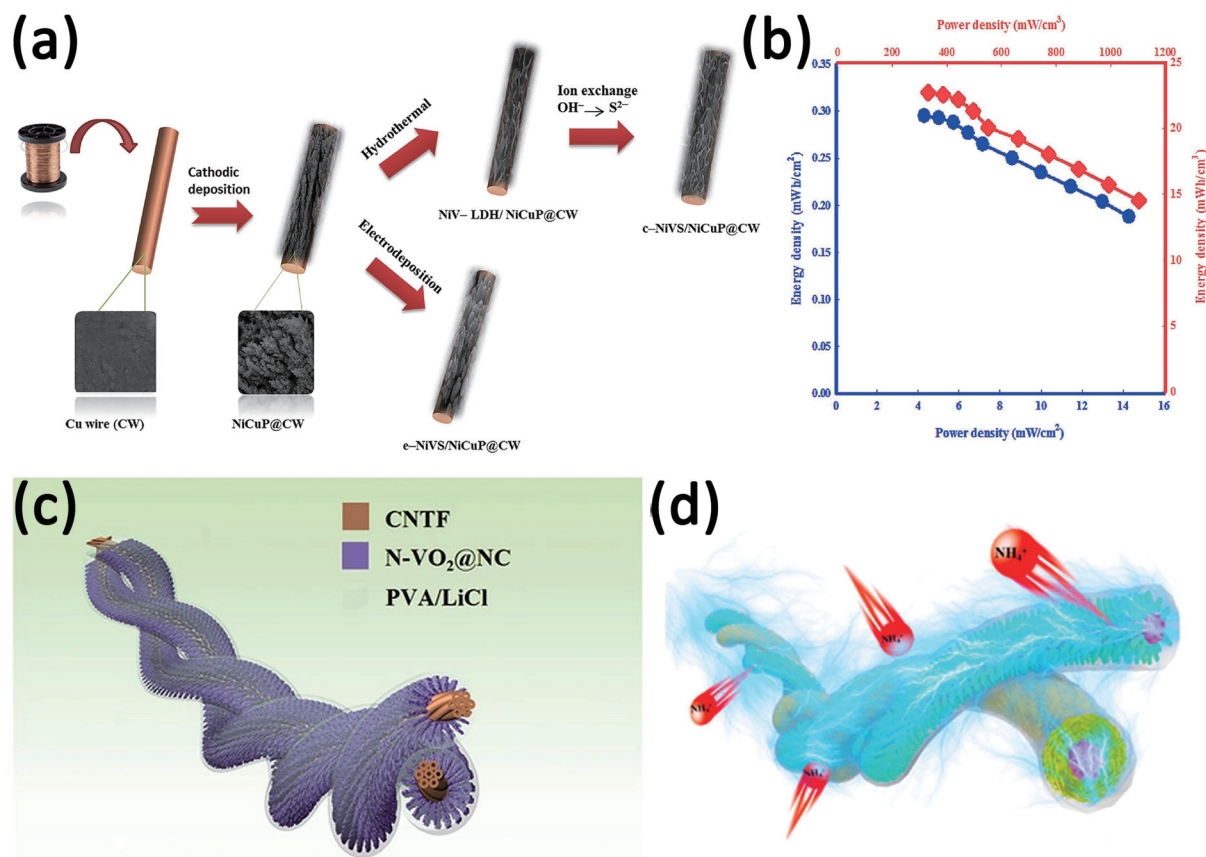 (a)
Cathodic
deposition
Hydrothermal
Electrodeposition
Ion exchange
OH⁻→ S²⁻
NiV– LDH/ NiCuP@CW
c–NiVS/NiCuP@CW
Cu wire (CW)
NiCuP@CW
e–NiVS/NiCuP@CW
(b)
Power density (mW/cm³)
0 200 400 600 800 1000 1200
Energy density (mWh/cm²)
0.35
0.30
0.25
0.20
0.15
0.10
0.05
0.00
Energy density (mWh/cm³)
25
20
15
10
5
0
0 2 4 6 8 10 12 14 16
Power density (mW/cm²)
(c)
CNTF
N-VO₂@NC
PVA/LiCl
(d)
NH₄⁺
NH₄⁺
NH₄⁺
NH₄⁺